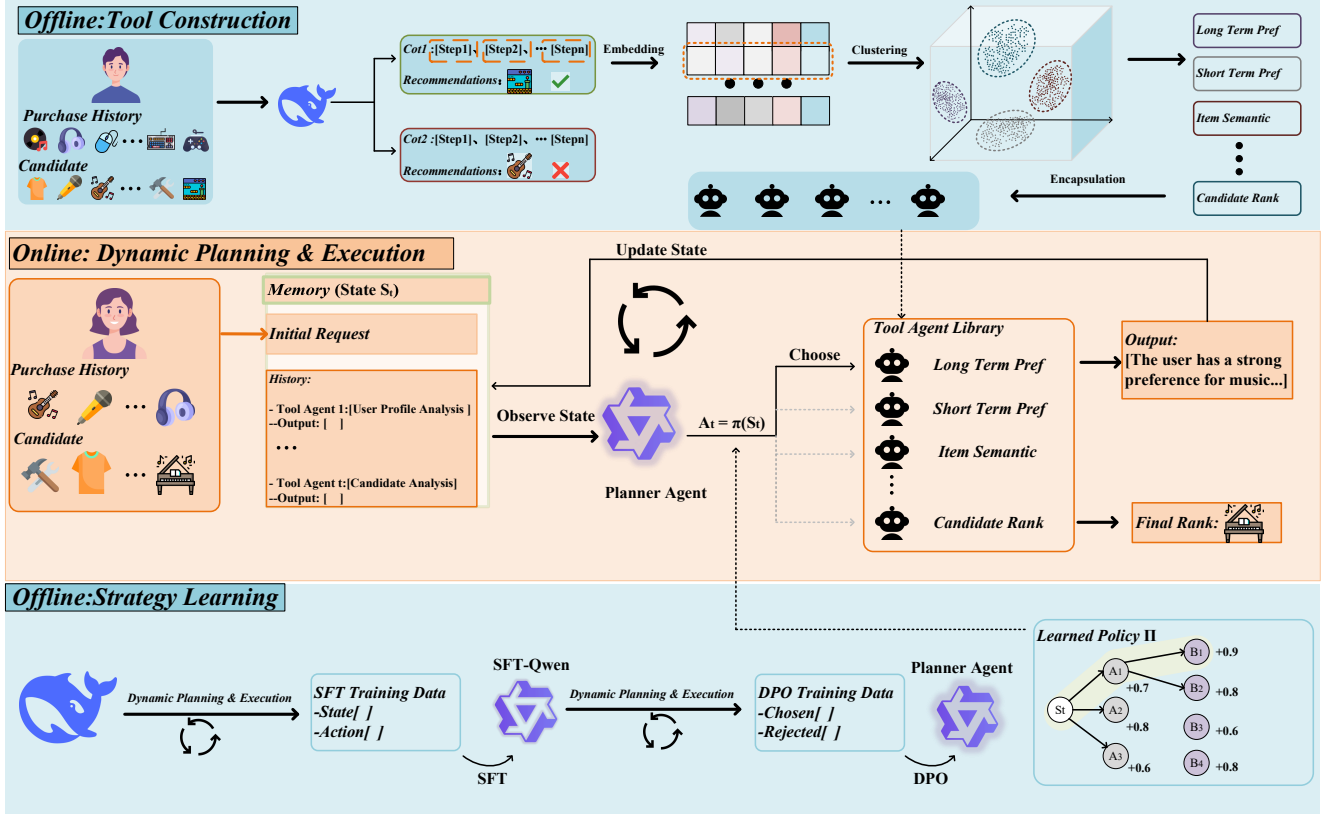 Offline:Tool Construction
Purchase History
Candidate
Cot1 :[Step1]、[Step2]、 ··· [Stepn]
Recommendations:
Cot2 :[Step1]、[Step2]、 ··· [Stepn]
Recommendations:
Embedding
Clustering
Long Term Pref
Short Term Pref
Item Semantic
Candidate Rank
Encapsulation
Online: Dynamic Planning & Execution
Purchase History
Candidate
Memory (State St)
Initial Request
History:
- Tool Agent 1:[User Profile Analysis ]
--Output: [ ]
···
- Tool Agent t:[Candidate Analysis]
--Output: [ ]
Update State
Observe State
Planner Agent
At = π(St)
Choose
Tool Agent Library
Long Term Pref
Short Term Pref
Item Semantic
Candidate Rank
Output:
[The user has a strong
preference for music...]
Final Rank:
Offline:Strategy Learning
Dynamic Planning & Execution
SFT Training Data
-State[ ]
-Action[ ]
SFT
SFT-Qwen
Dynamic Planning & Execution
DPO Training Data
-Chosen[ ]
-Rejected[ ]
DPO
Planner Agent
Learned Policy Π
St
A1
+0.7
A2
+0.8
A3
+0.6
B1
+0.9
B2
+0.8
B3
+0.6
B4
+0.8